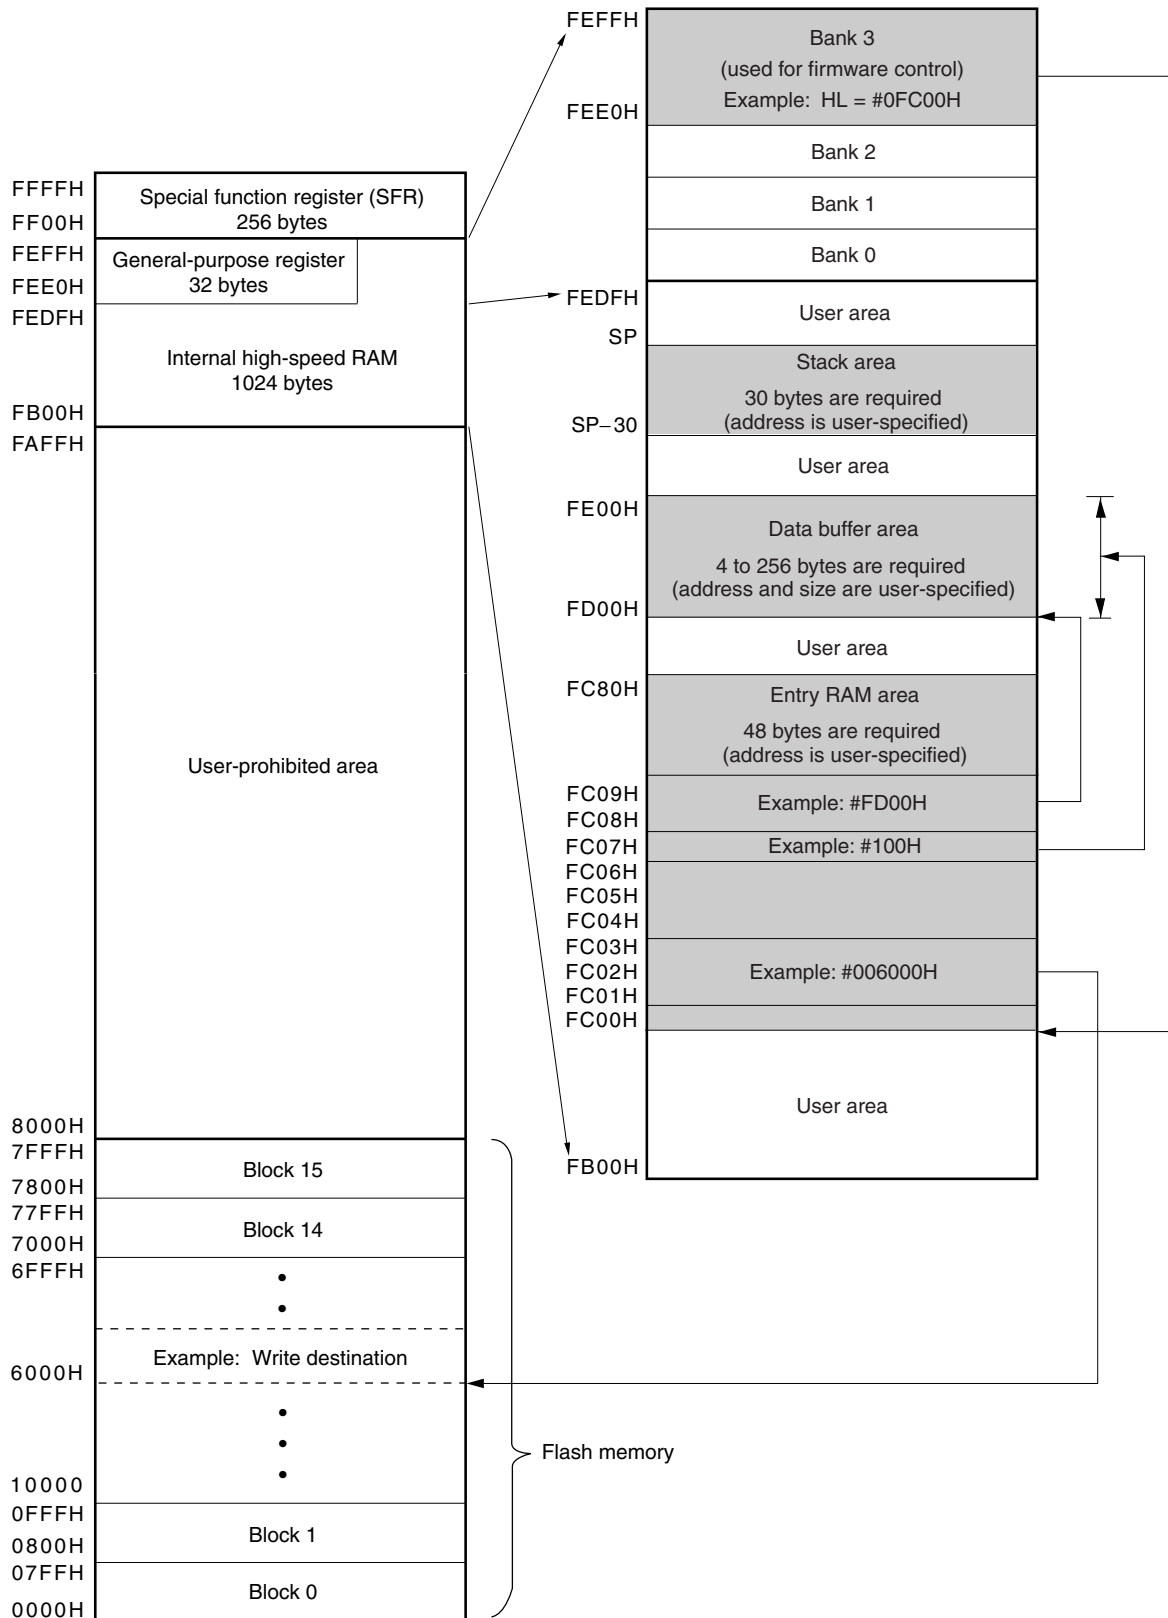 FFFFH
Special function register (SFR)
256 bytes
FF00H
FEFFH
General-purpose register
32 bytes
FEE0H
FEDFH
Internal high-speed RAM
1024 bytes
FB00H
FAFFH
User-prohibited area
8000H
7FFFH
Block 15
7800H
77FFH
Block 14
7000H
6FFFH
Example: Write destination
6000H
10000
0FFFH
Block 1
0800H
07FFH
Block 0
0000H
Flash memory
FEFFH
Bank 3
(used for firmware control)
Example: HL = #0FC00H
FEE0H
Bank 2
Bank 1
Bank 0
FEDFH
User area
SP
Stack area
30 bytes are required
(address is user-specified)
SP–30
User area
FE00H
Data buffer area
4 to 256 bytes are required
(address and size are user-specified)
FD00H
User area
FC80H
Entry RAM area
48 bytes are required
(address is user-specified)
FC09H
Example: #FD00H
FC08H
FC07H
Example: #100H
FC06H
FC05H
FC04H
FC03H
FC02H
Example: #006000H
FC01H
FC00H
User area
FB00H